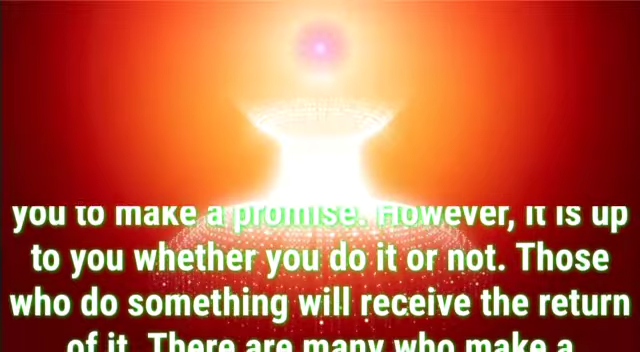 you to make a promise. However, it is up
to you whether you do it or not. Those
who do something will receive the return
of it. There are many who make a